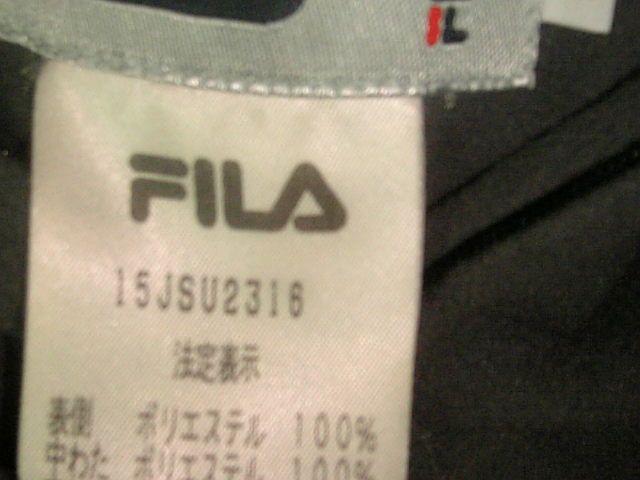 IL
FILA
15JSU2316
法定表示
表側 ポリエステル 100%
中わた ポリエステル 100%